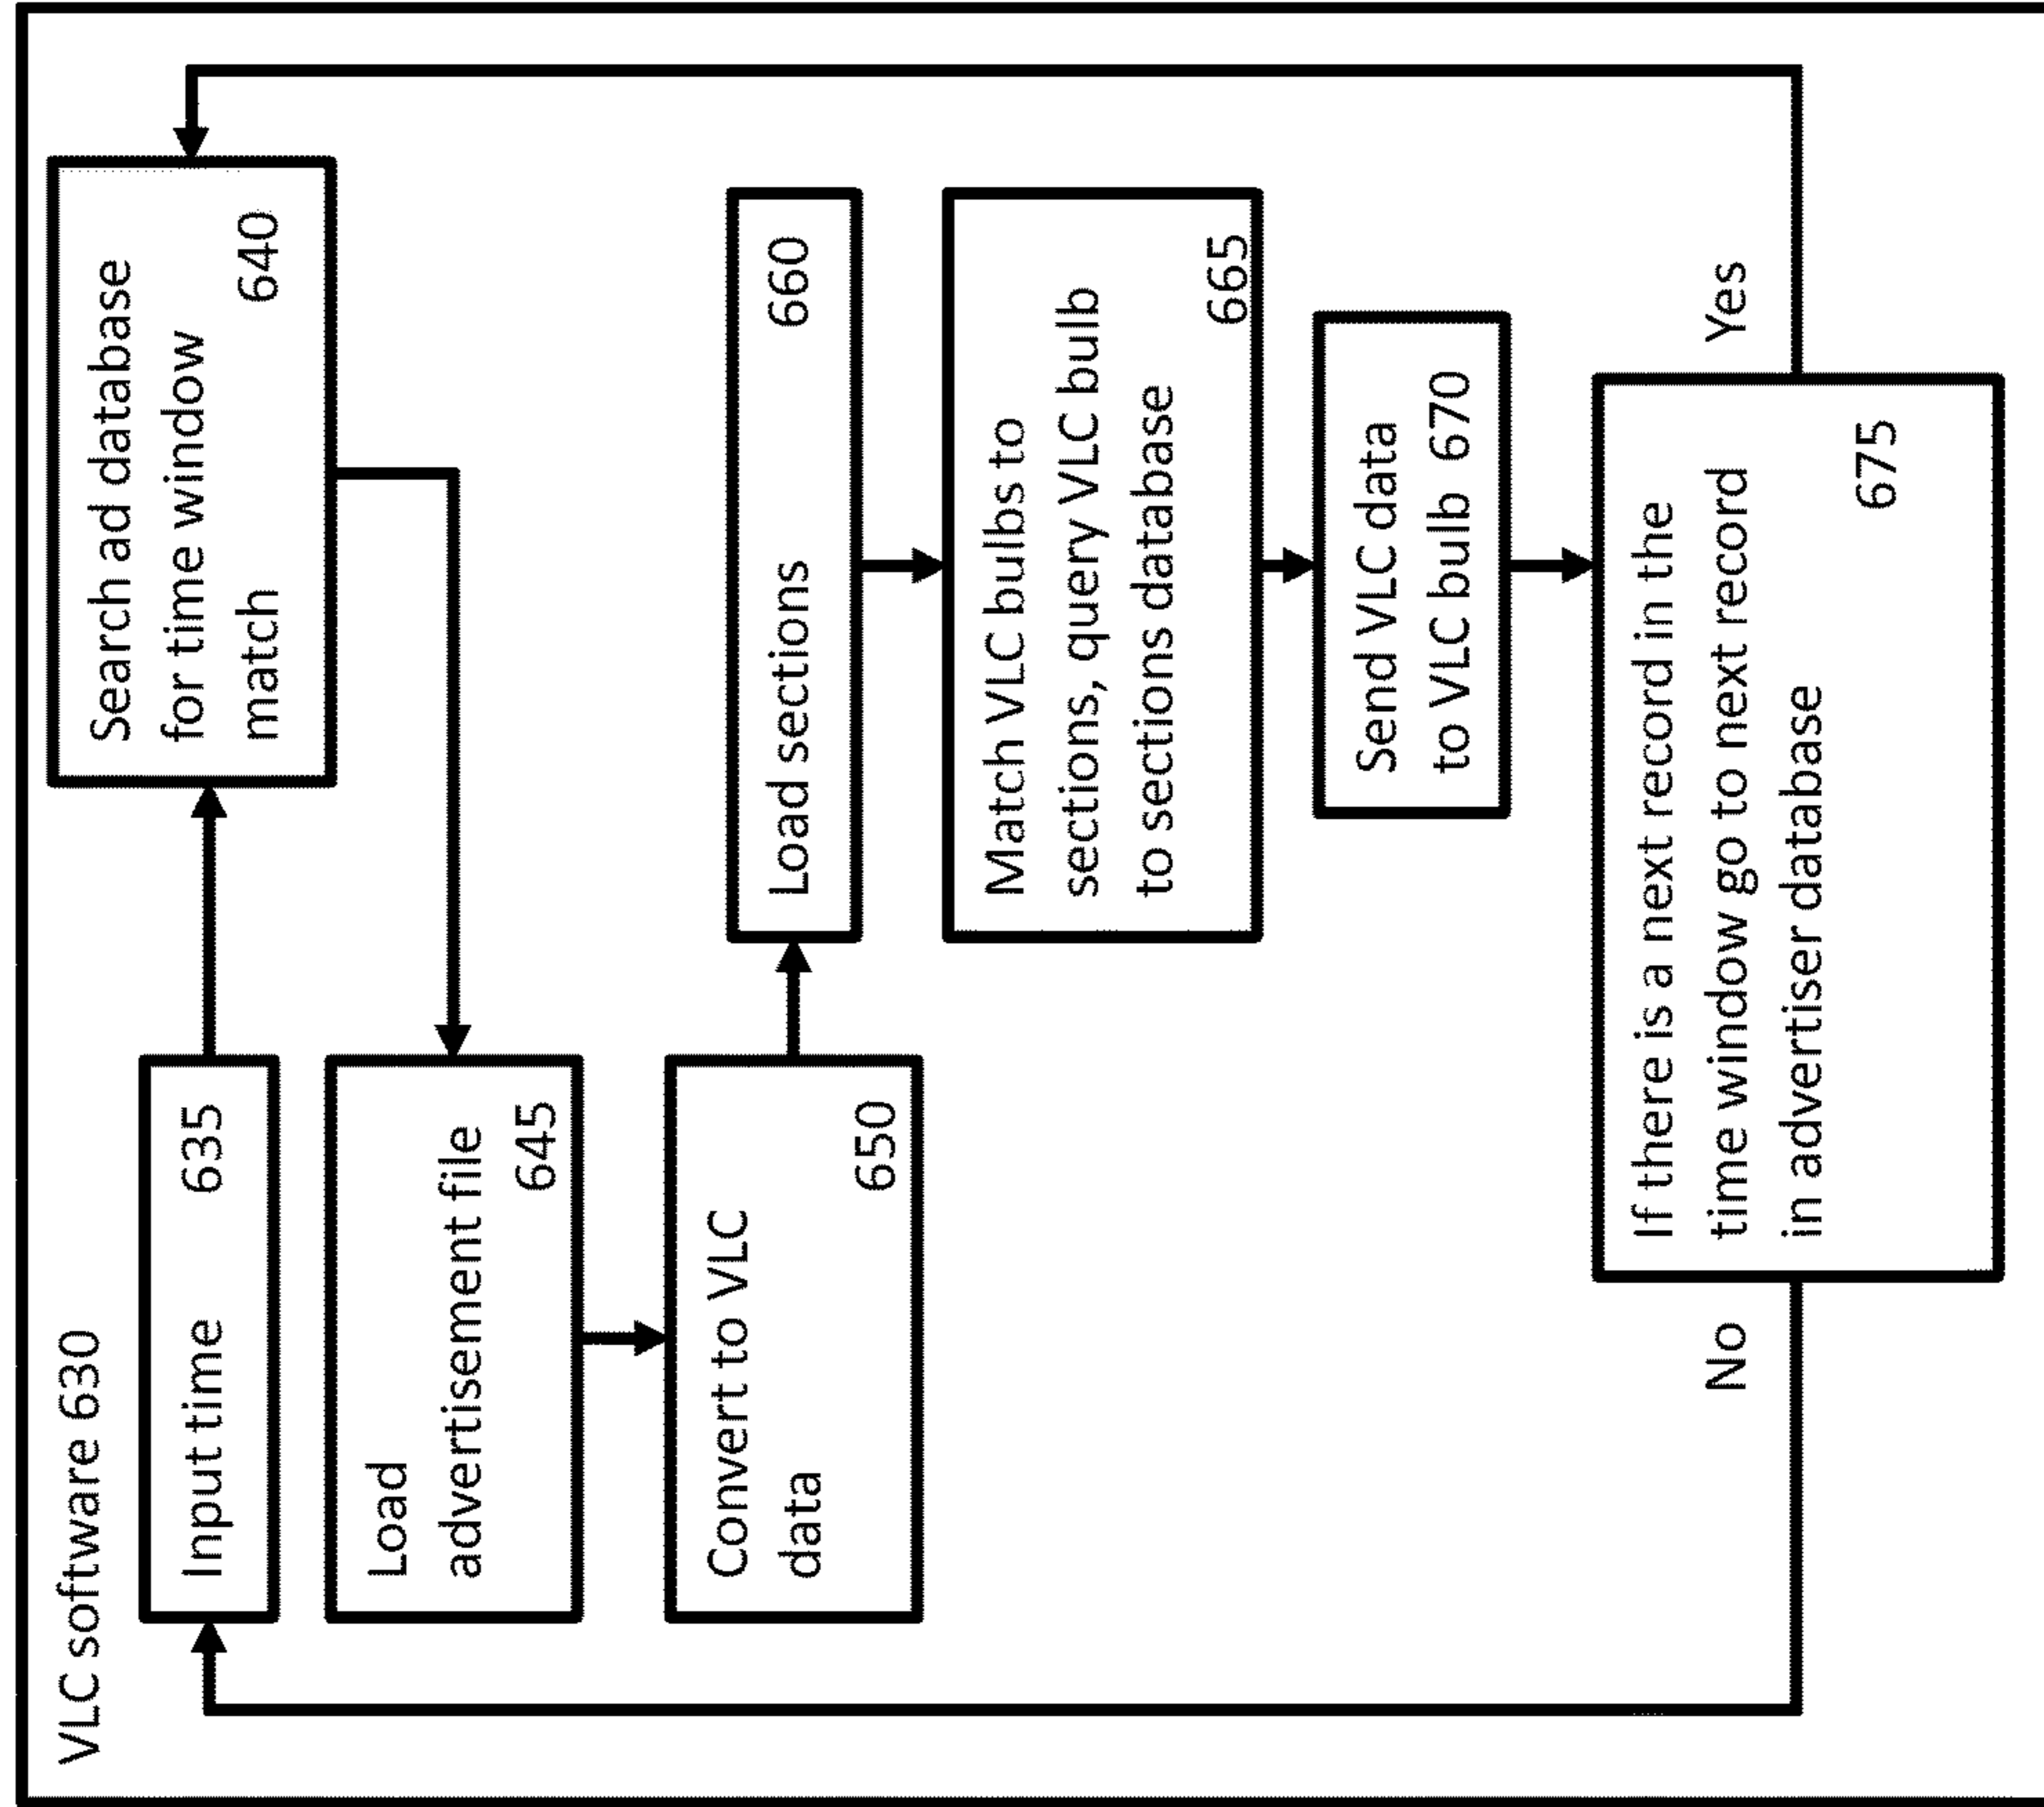 VLC software 630
Input time 635
Search ad database
for time window
match 640
Load
advertisement file
645
Convert to VLC
data 650
Load sections 660
Match VLC bulbs to
sections, query VLC bulb
to sections database
665
Send VLC data
to VLC bulb 670
If there is a next record in the
time window go to next record
in advertiser database
675
No
Yes